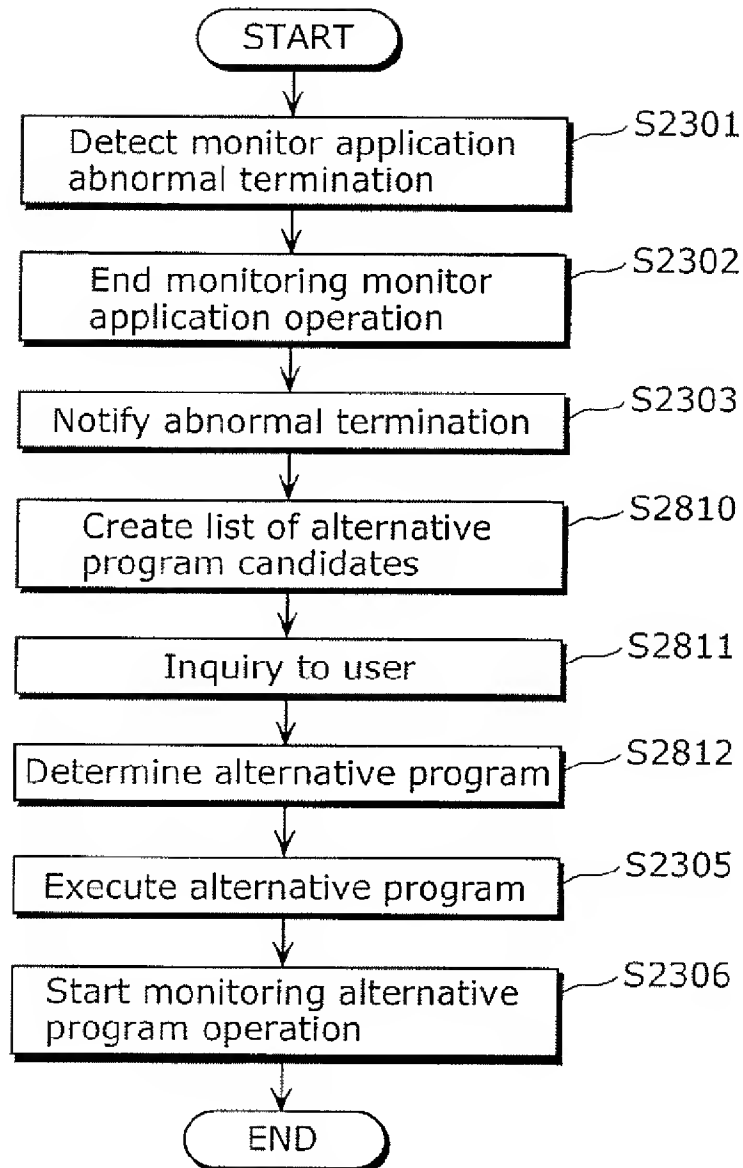 START
Detect monitor application
abnormal termination
S2301
End monitoring monitor
application operation
S2302
Notify abnormal termination
S2303
Create list of alternative
program candidates
S2810
Inquiry to user
S2811
Determine alternative program
S2812
Execute alternative program
S2305
Start monitoring alternative
program operation
S2306
END